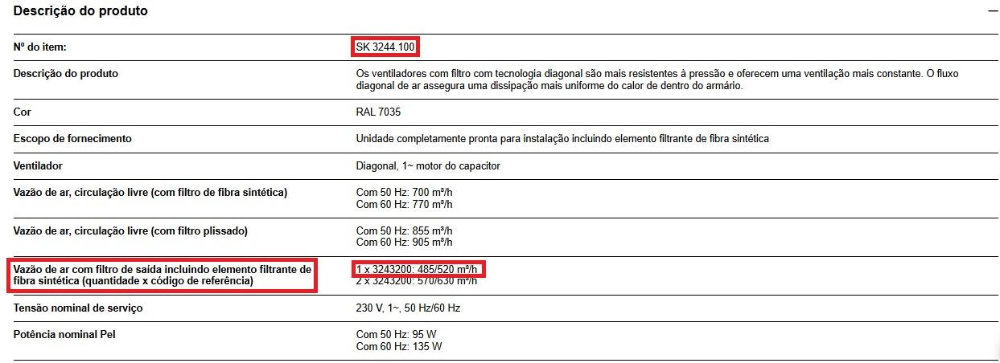 Descrição do produto
Nº do item:
SK 3244.100
Descrição do produto
Os ventiladores com filtro com tecnologia diagonal são mais resistentes à pressão e oferecem uma ventilação mais constante. O fluxo
diagonal de ar assegura uma dissipação mais uniforme do calor de dentro do armário.
Cor
RAL 7035
Escopo de fornecimento
Unidade completamente pronta para instalação incluindo elemento filtrante de fibra sintética
Ventilador
Diagonal, 1~ motor do capacitor
Vazão de ar, circulação livre (com filtro de fibra sintética)
Com 50 Hz: 700 m³/h
Com 60 Hz: 770 m³/h
Vazão de ar, circulação livre (com filtro plissado)
Com 50 Hz: 855 m³/h
Com 60 Hz: 905 m³/h
Vazão de ar com filtro de saída incluindo elemento filtrante de
fibra sintética (quantidade x código de referência)
1 x 3243200: 485/520 m³/h
2 x 3243200: 570/630 m³/h
Tensão nominal de serviço
230 V, 1~, 50 Hz/60 Hz
Potência nominal Pel
Com 50 Hz: 95 W
Com 60 Hz: 135 W